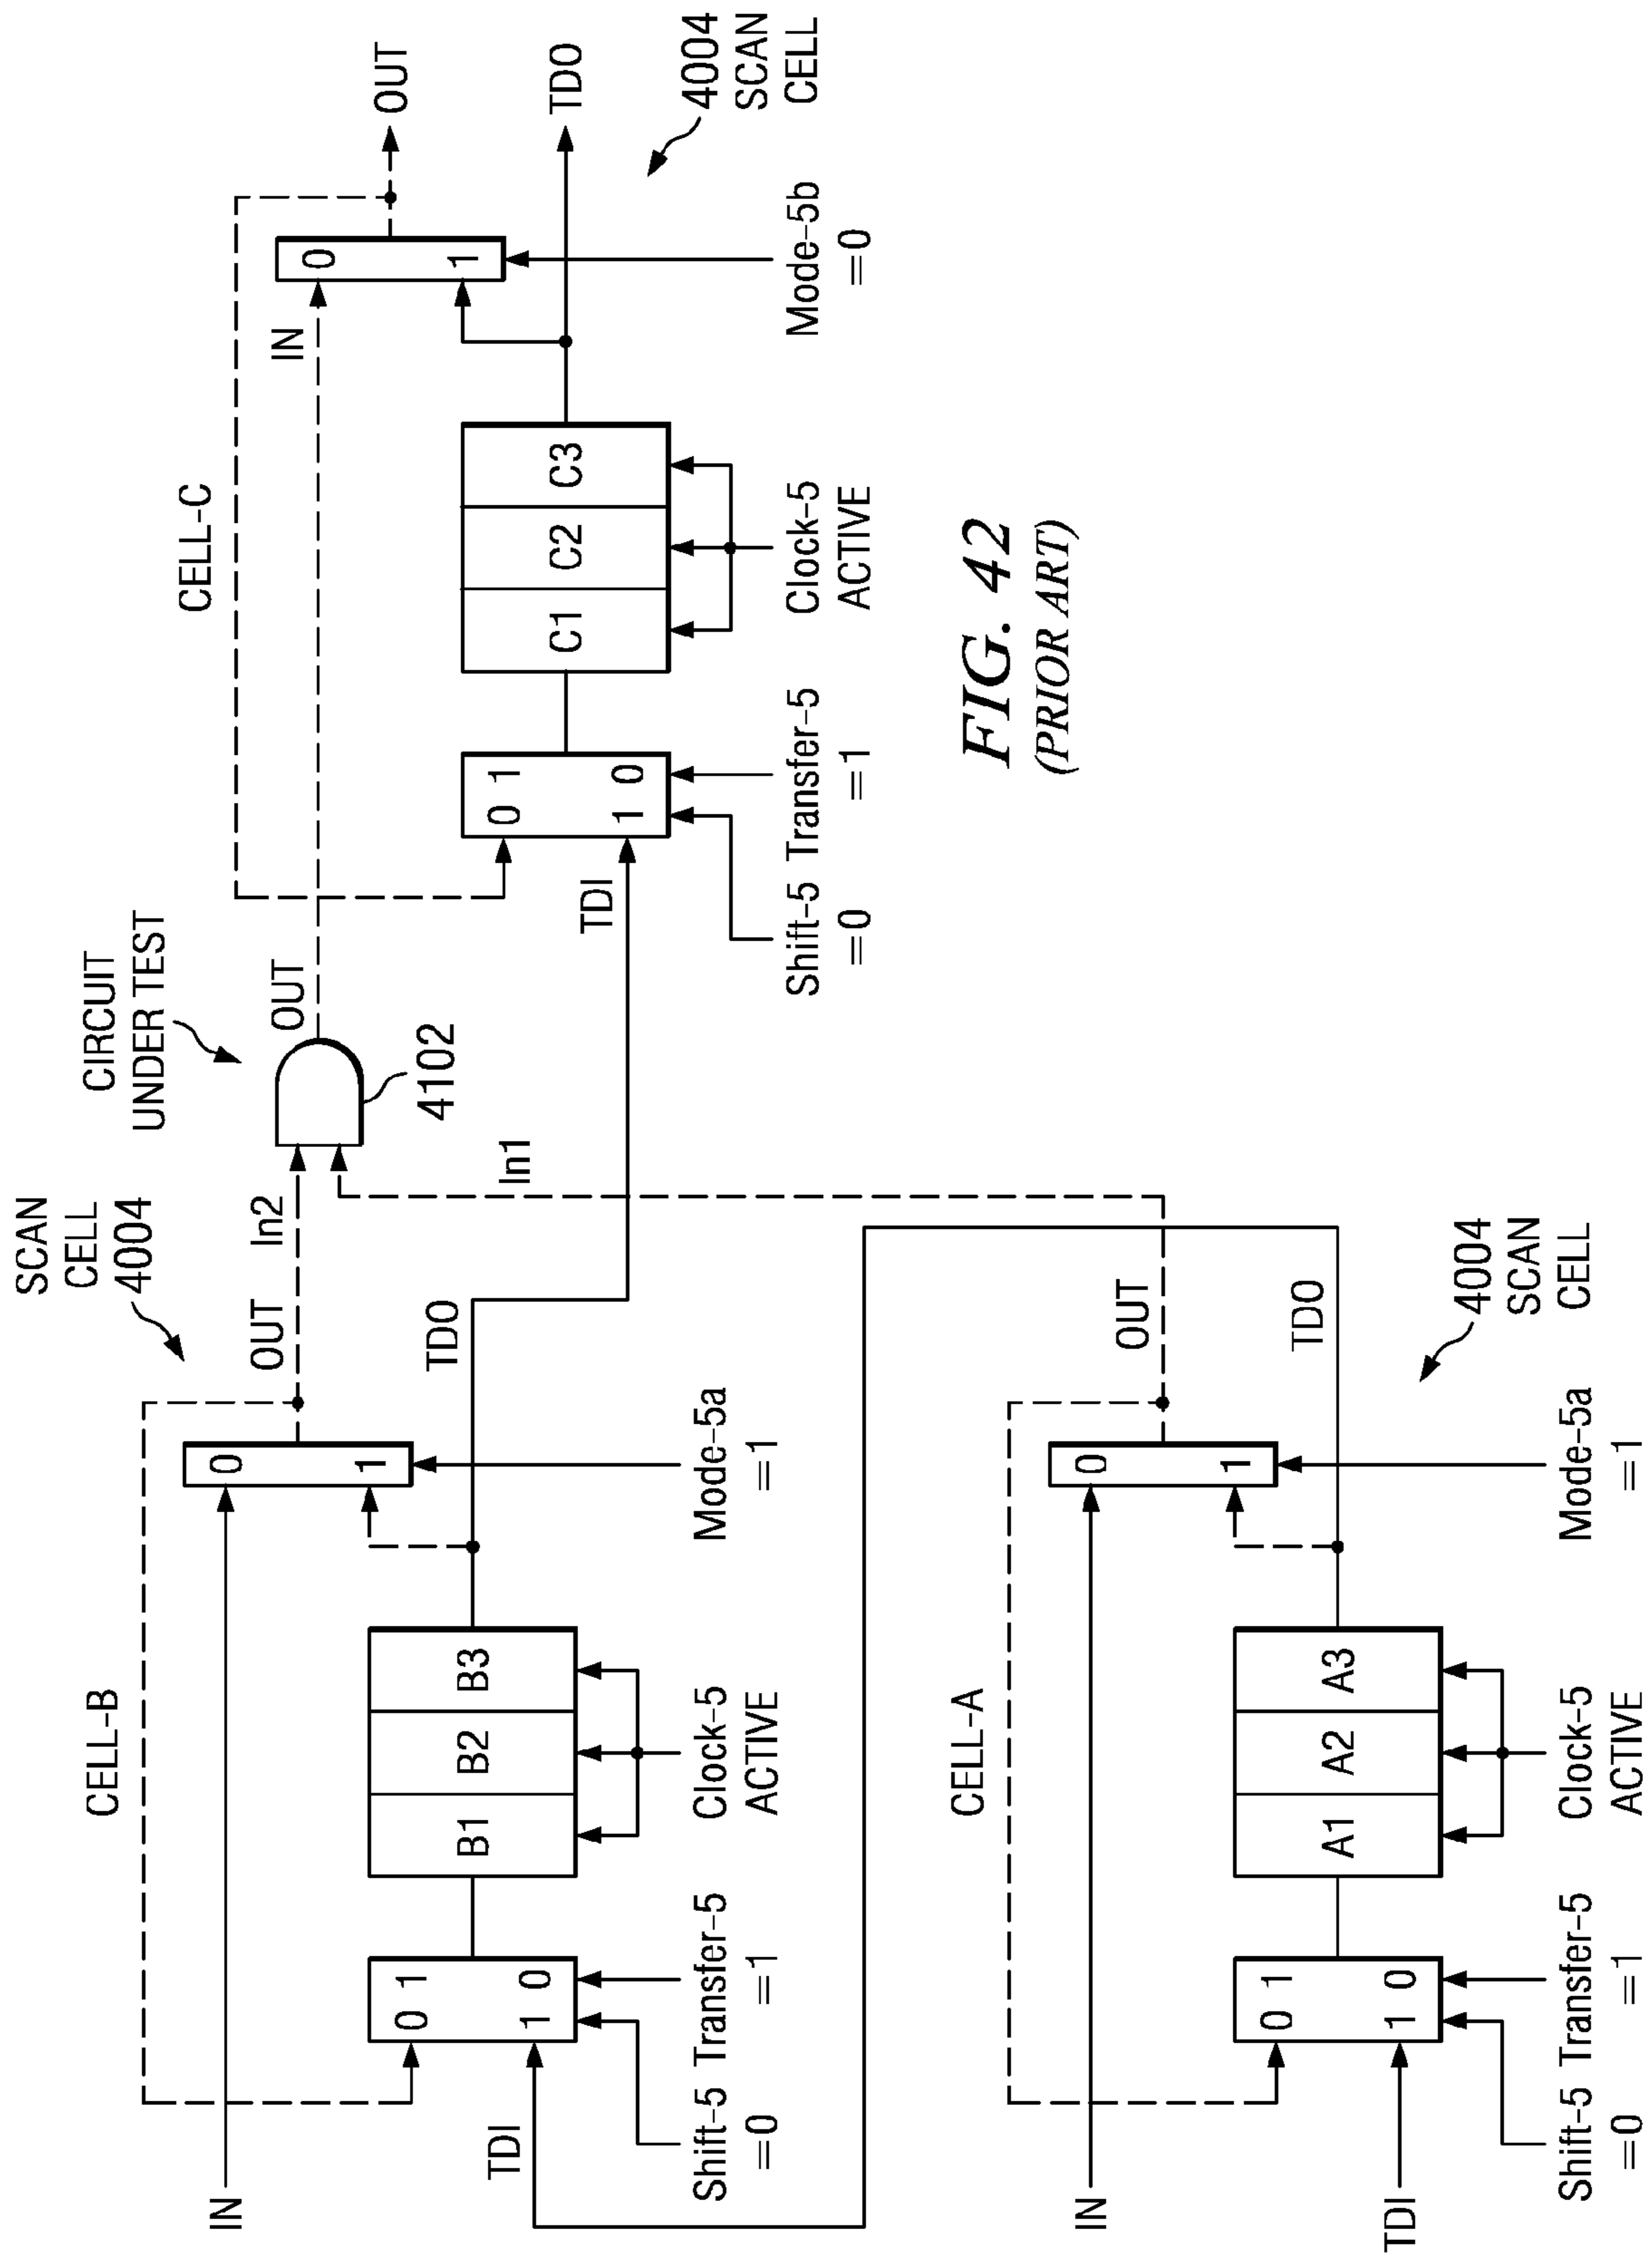 SCAN
CELL
4004
CELL-B
IN
OUT
In2
0
1
TDI
0 1
1 0
B1
B2
B3
TDO
Shift-5
=0
Transfer-5
=1
Clock-5
ACTIVE
Mode-5a
=1
CIRCUIT
UNDER TEST
OUT
4102
In1
CELL-C
IN
0
1
OUT
TDI
0 1
1 0
C1
C2
C3
TDO
4004
SCAN
CELL
Shift-5
=0
Transfer-5
=1
Clock-5
ACTIVE
Mode-5b
=0
CELL-A
IN
0
1
OUT
TDI
0 1
1 0
A1
A2
A3
TDO
4004
SCAN
CELL
Shift-5
=0
Transfer-5
=1
Clock-5
ACTIVE
Mode-5a
=1
FIG. 42
(PRIOR ART)